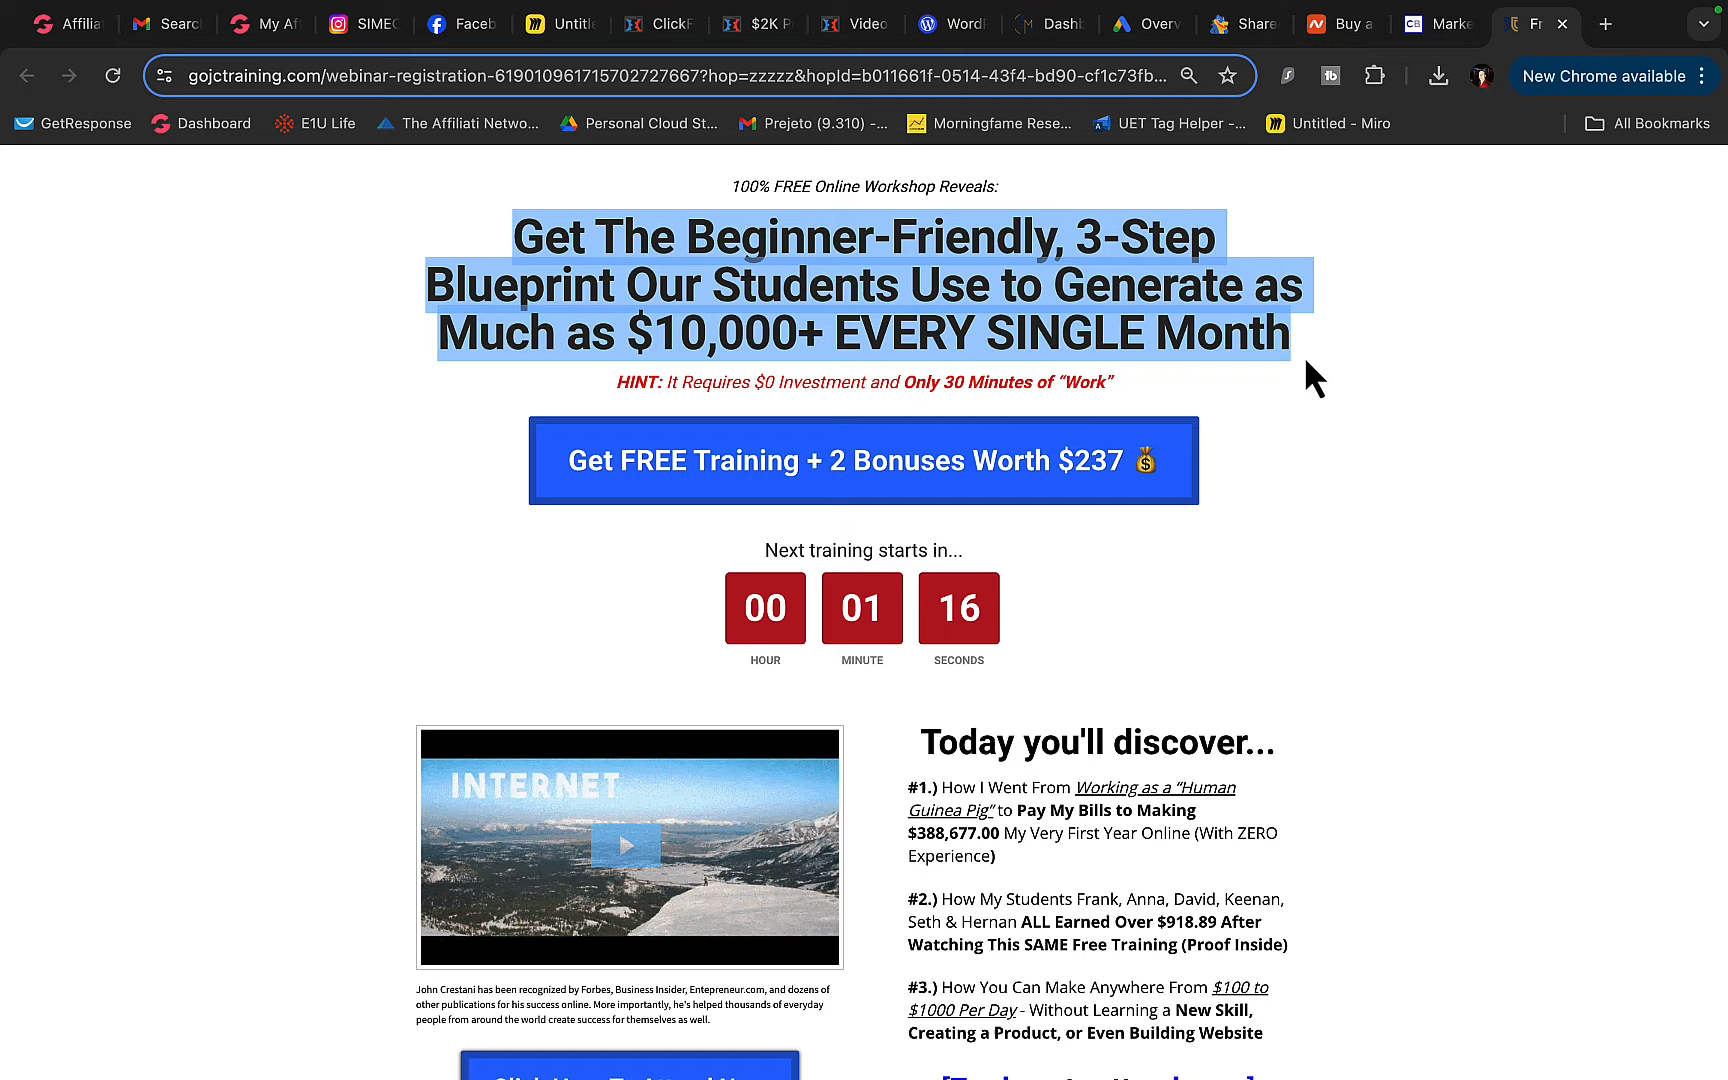 Affilia
Searc
My Af
SIMEC
Faceb
Untitl
ClickF
$2K P
Video
WordF
Dashb
Overv
Share
Buy a
Marke
Fr
gojctraining.com/webinar-registration-619010961715702727667?hop=zzzzz&hopId=b011661f-0514-43f4-bd90-cf1c73fb...
New Chrome available
GetResponse
Dashboard
E1U Life
The Affiliati Netwo...
Personal Cloud St...
Prejeto (9.310) -...
Morningfame Rese...
UET Tag Helper -...
Untitled - Miro
All Bookmarks
100% FREE Online Workshop Reveals:
Get The Beginner-Friendly, 3-Step
Blueprint Our Students Use to Generate as
Much as $10,000+ EVERY SINGLE Month
HINT: It Requires $0 Investment and Only 30 Minutes of “Work”
Get FREE Training + 2 Bonuses Worth $237 💰
Next training starts in...
00 01 16
HOUR MINUTE SECONDS
INTERNET
John Crestani has been recognized by Forbes, Business Insider, Entepreneur.com, and dozens of
other publications for his success online. More importantly, he's helped thousands of everyday
people from around the world create success for themselves as well.
Today you'll discover...
#1.) How I Went From Working as a “Human
Guinea Pig” to Pay My Bills to Making
$388,677.00 My Very First Year Online (With ZERO
Experience)
#2.) How My Students Frank, Anna, David, Keenan,
Seth & Hernan ALL Earned Over $918.89 After
Watching This SAME Free Training (Proof Inside)
#3.) How You Can Make Anywhere From $100 to
$1000 Per Day - Without Learning a New Skill,
Creating a Product, or Even Building Website